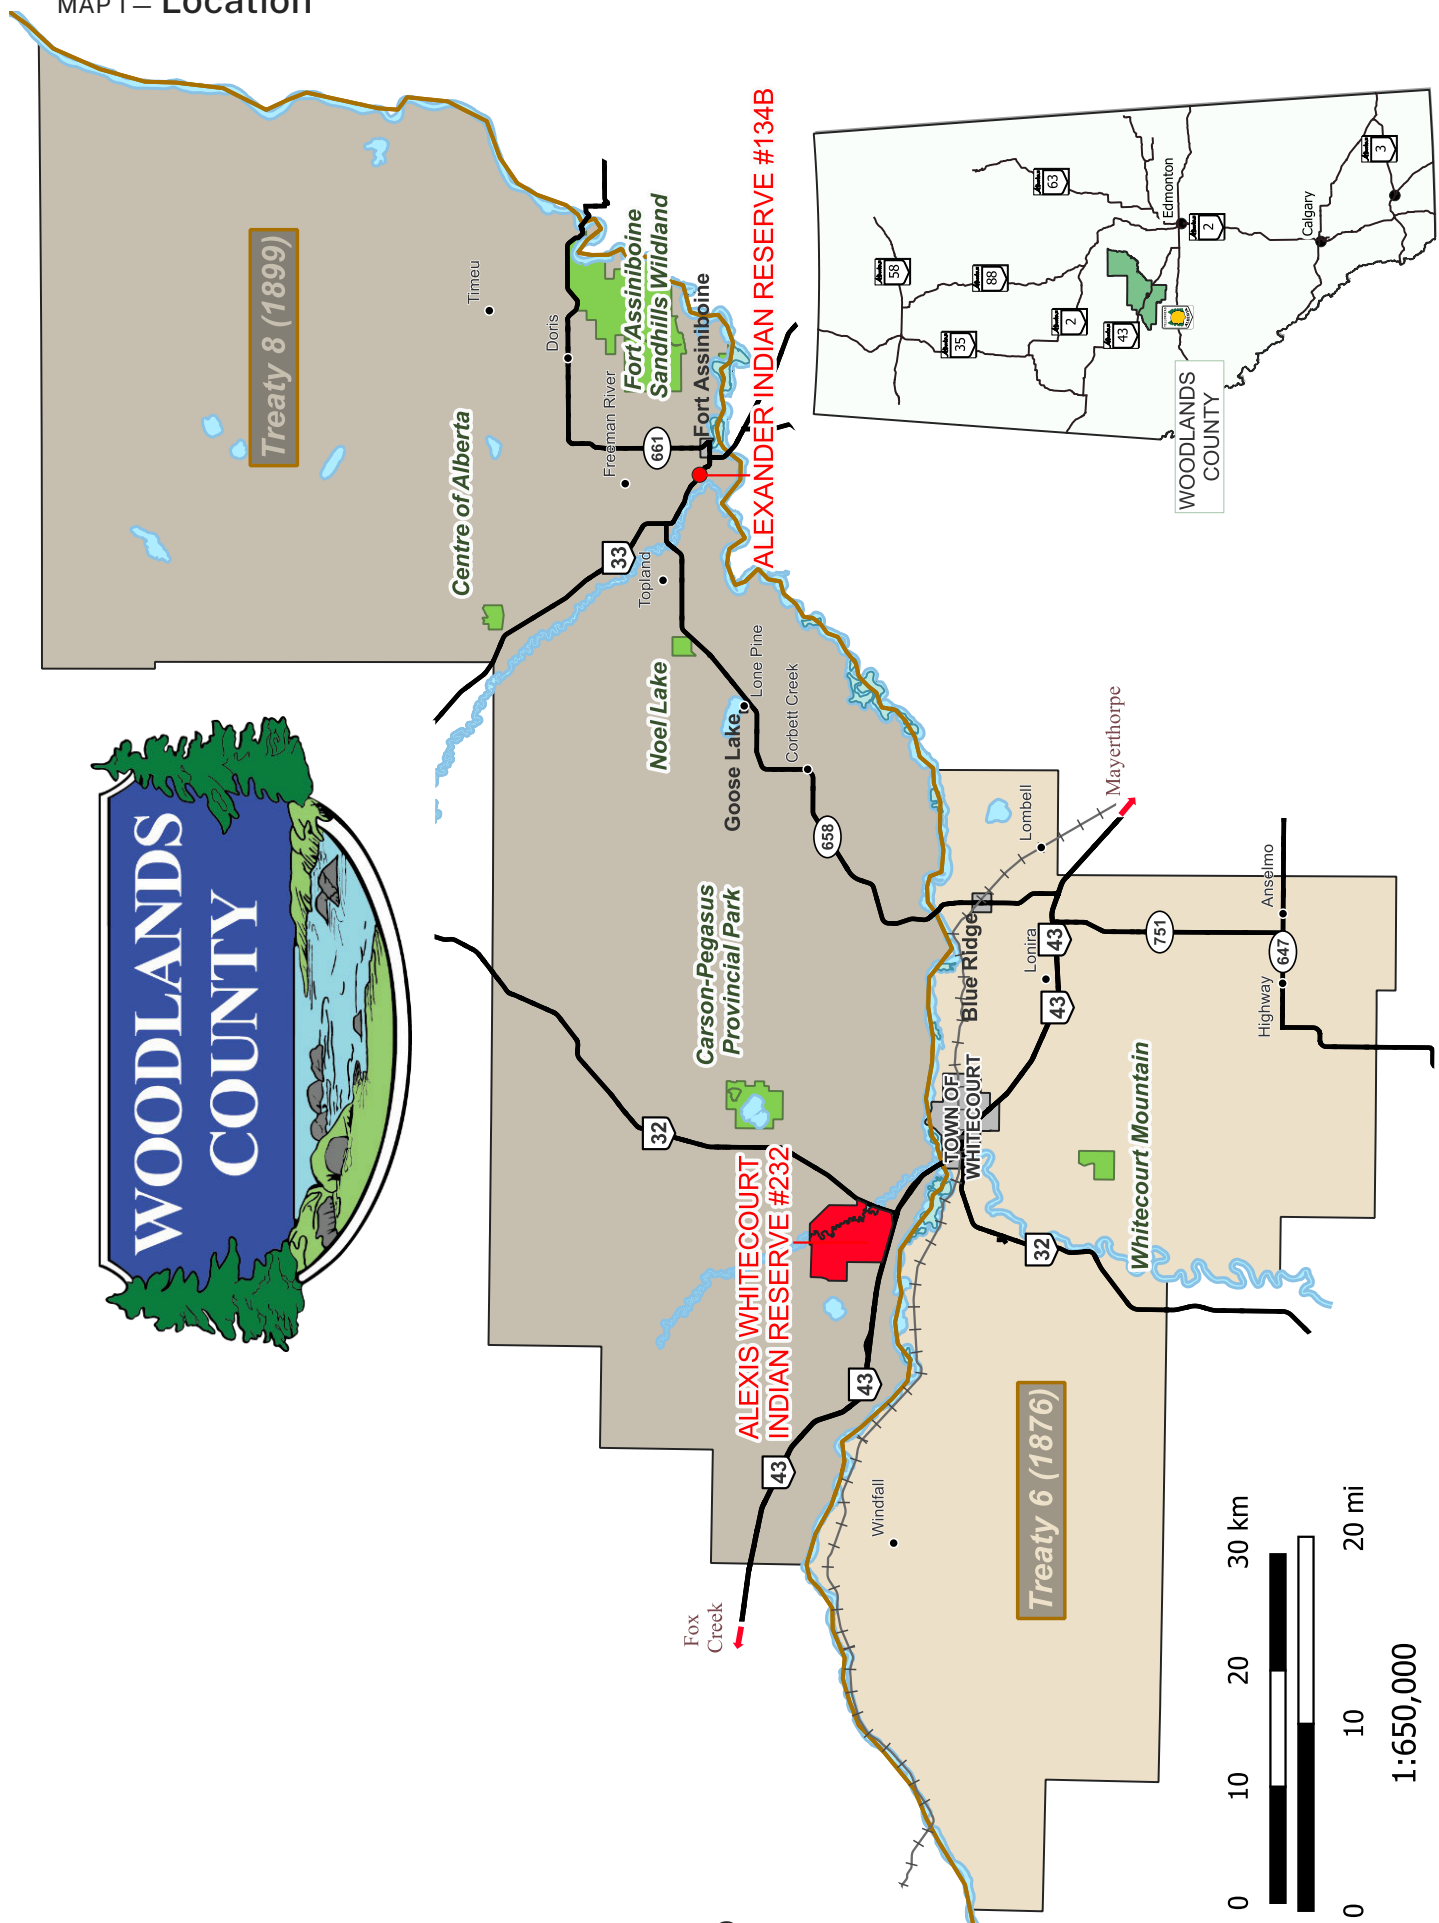 MAP 1 — Location
WOODLANDS
COUNTY
Treaty 8 (1899)
Timeu
Doris
Freeman River
Fort Assiniboine
Sandhills Wildland
Fort Assiniboine
661
Centre of Alberta
33
Topland
ALEXANDER INDIAN RESERVE #134B
Noel Lake
Goose Lake
Lone Pine
Corbett Creek
658
Carson-Pegasus
Provincial Park
32
ALEXIS WHITECOURT
INDIAN RESERVE #232
43
43
Fox
Creek
Windfall
Treaty 6 (1876)
TOWN OF
WHITECOURT
Blue Ridge
Lonira
Lombell
Mayerthorpe
43
43
751
647
Anselmo
Highway
Whitecourt Mountain
32
58
35
88
63
2
43
Edmonton
2
Calgary
3
WOODLANDS
COUNTY
0 10 20 30 km
0 10 20 mi
1:650,000